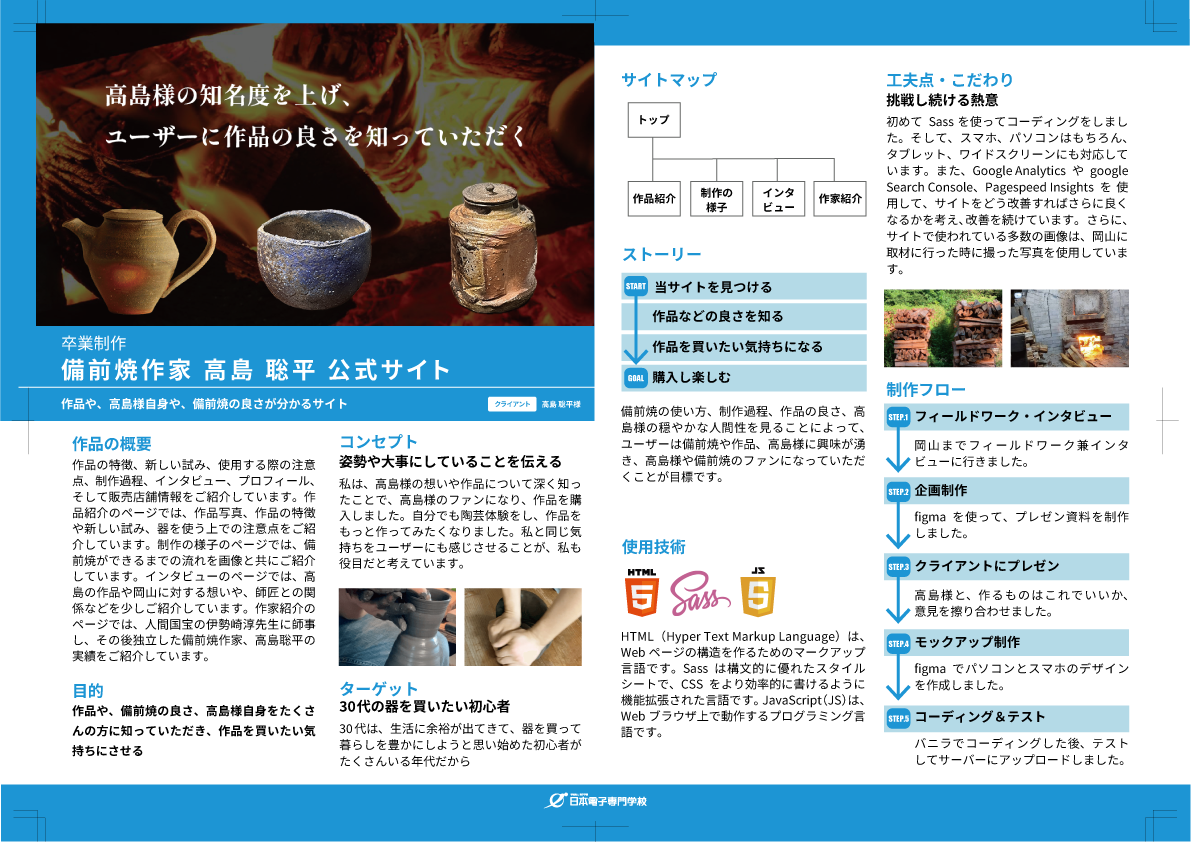 高島様の知名度を上げ、
ユーザーに作品の良さを知っていただく
卒業制作
備前焼作家 高島 聡平 公式サイト
作品や、高島様自身や、備前焼の良さが分かるサイト
クライアント 高島 聡平様
作品の概要
作品の特徴、新しい試み、使用する際の注意
点、制作過程、インタビュー、プロフィール、
そして販売店舗情報をご紹介しています。作
品紹介のページでは、作品写真、作品の特徴
や新しい試み、器を使う上での注意点をご紹
介しています。制作の様子のページでは、備
前焼ができるまでの流れを画像と共にご紹介
しています。インタビューのページでは、高
島の作品や岡山に対する想いや、師匠との関
係などを少しご紹介しています。作家紹介の
ページでは、人間国宝の伊勢崎淳先生に師事
し、その後独立した備前焼作家、高島聡平の
実績をご紹介しています。
目的
作品や、備前焼の良さ、高島様自身をたくさ
んの方に知っていただき、作品を買いたい気
持ちにさせる
コンセプト
姿勢や大事にしていることを伝える
私は、高島様の想いや作品について深く知っ
たことで、高島様のファンになり、作品を購
入しました。自分でも陶芸体験をし、作品を
もっと作ってみたくなりました。私と同じ気
持ちをユーザーにも感じさせることが、私も
役目だと考えています。
ターゲット
30代の器を買いたい初心者
30代は、生活に余裕が出てきて、器を買って
暮らしを豊かにしようと思い始めた初心者が
たくさんいる年代だから
サイトマップ
トップ
作品紹介
制作の
様子
インタ
ビュー
作家紹介
ストーリー
START 当サイトを見つける
作品などの良さを知る
作品を買いたい気持ちになる
GOAL 購入し楽しむ
備前焼の使い方、制作過程、作品の良さ、高
島様の穏やかな人間性を見ることによって、
ユーザーは備前焼や作品、高島様に興味が湧
き、高島様や備前焼のファンになっていただ
くことが目標です。
使用技術
HTML
5
Sass
JS
5
HTML（Hyper Text Markup Language）は、
Web ページの構造を作るためのマークアップ
言語です。Sass は構文的に優れたスタイル
シートで、CSS をより効率的に書けるように
機能拡張された言語です。JavaScript（JS）は、
Web ブラウザ上で動作するプログラミング言
語です。
工夫点・こだわり
挑戦し続ける熱意
初めて Sass を使ってコーディングをしまし
た。そして、スマホ、パソコンはもちろん、
タブレット、ワイドスクリーンにも対応して
います。また、Google Analytics や google
Search Console、Pagespeed Insights を 使
用して、サイトをどう改善すればさらに良く
なるかを考え、改善を続けています。さらに、
サイトで使われている多数の画像は、岡山に
取材に行った時に撮った写真を使用していま
す。
制作フロー
STEP.1 フィールドワーク・インタビュー
岡山までフィールドワーク兼インタ
ビューに行きました。
STEP.2 企画制作
figma を使って、プレゼン資料を制作
しました。
STEP.3 クライアントにプレゼン
高島様と、作るものはこれでいいか、
意見を擦り合わせました。
STEP.4 モックアップ制作
figma でパソコンとスマホのデザイン
を作成しました。
STEP.5 コーディング＆テスト
バニラでコーディングした後、テスト
してサーバーにアップロードしました。
日本電子専門学校